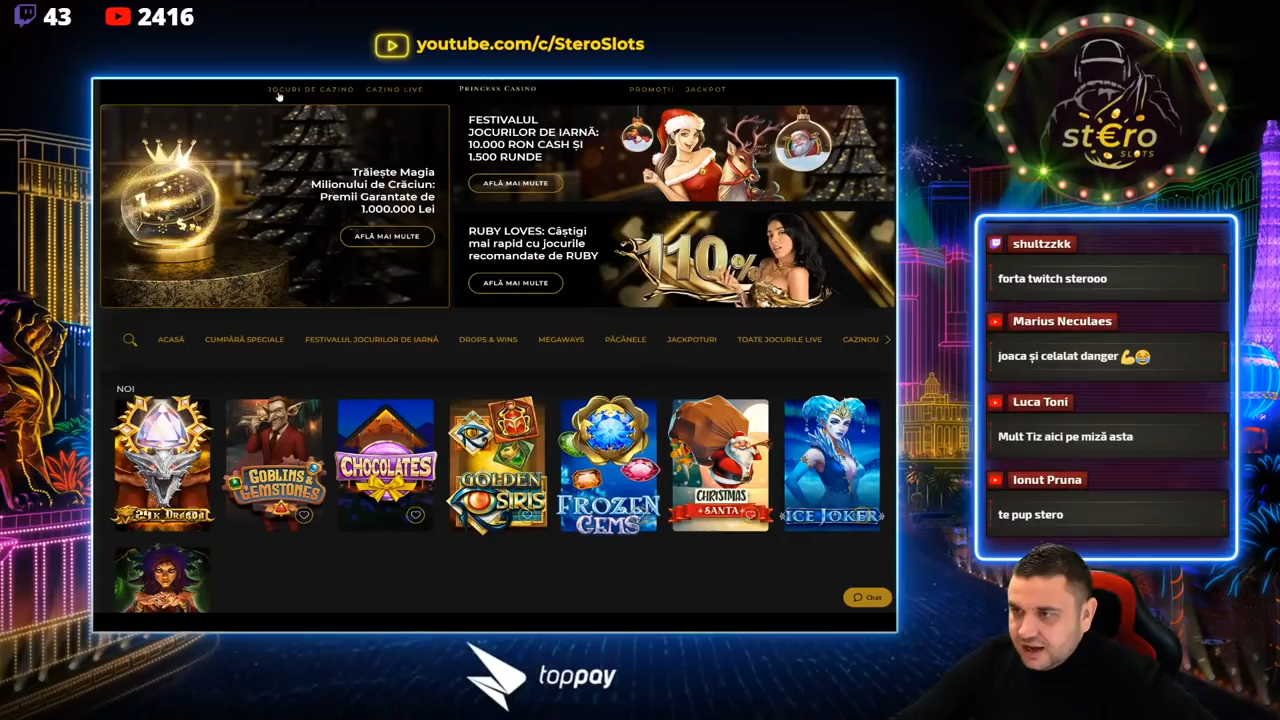 43
2416
youtube.com/c/SteroSlots
JOCURI DE CAZINO
CAZINO LIVE
PRINCESS CASINO
PROMOȚII
JACKPOT
Trăiește Magia
Milionului de Crăciun:
Premii Garantate de
1.000.000 Lei
AFLĂ MAI MULTE
FESTIVALUL
JOCURILOR DE IARNĂ:
10.000 RON CASH ȘI
1.500 RUNDE
AFLĂ MAI MULTE
RUBY LOVES: Câștigi
mai rapid cu jocurile
recomandate de RUBY
AFLĂ MAI MULTE
110%
ACASĂ
CUMPĂRĂ SPECIALE
FESTIVALUL JOCURILOR DE IARNĂ
DROPS & WINS
MEGAWAYS
PĂCĂNELE
JACKPOTURI
TOATE JOCURILE LIVE
CAZINOU
NOI
24K DRAGON
GOBLINS &
GEMSTONES
CHOCOLATES
GOLDEN
OSIRIS
FROZEN
GEMS
CHRISTMAS
SANTA
ICE JOKER
Chat
st€ro
SLOTS
shultzzkk
forta twitch sterooo
Marius Neculaes
joaca și celalat danger 💪😂
Luca Toni
Mult Tiz aici pe miză asta
Ionut Pruna
te pup stero
toppay